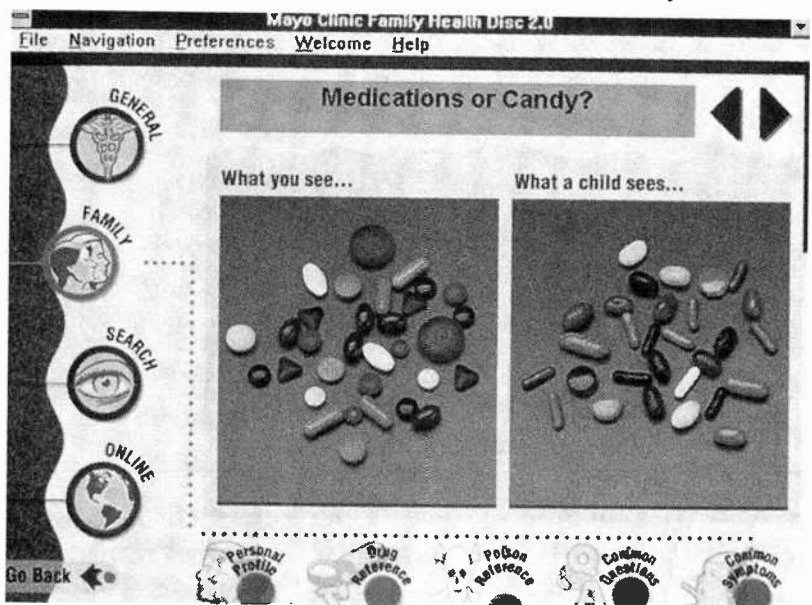 Mayo Clinic Family Health Disc 2.0
File Navigation Preferences Welcome Help
GENERAL
Medications or Candy?
What you see...
What a child sees...
FAMILY
SEARCH
ONLINE
Go Back
Personal
Profile
Drug
Reference
Poison
Reference
Common
Questions
Common
Symptoms